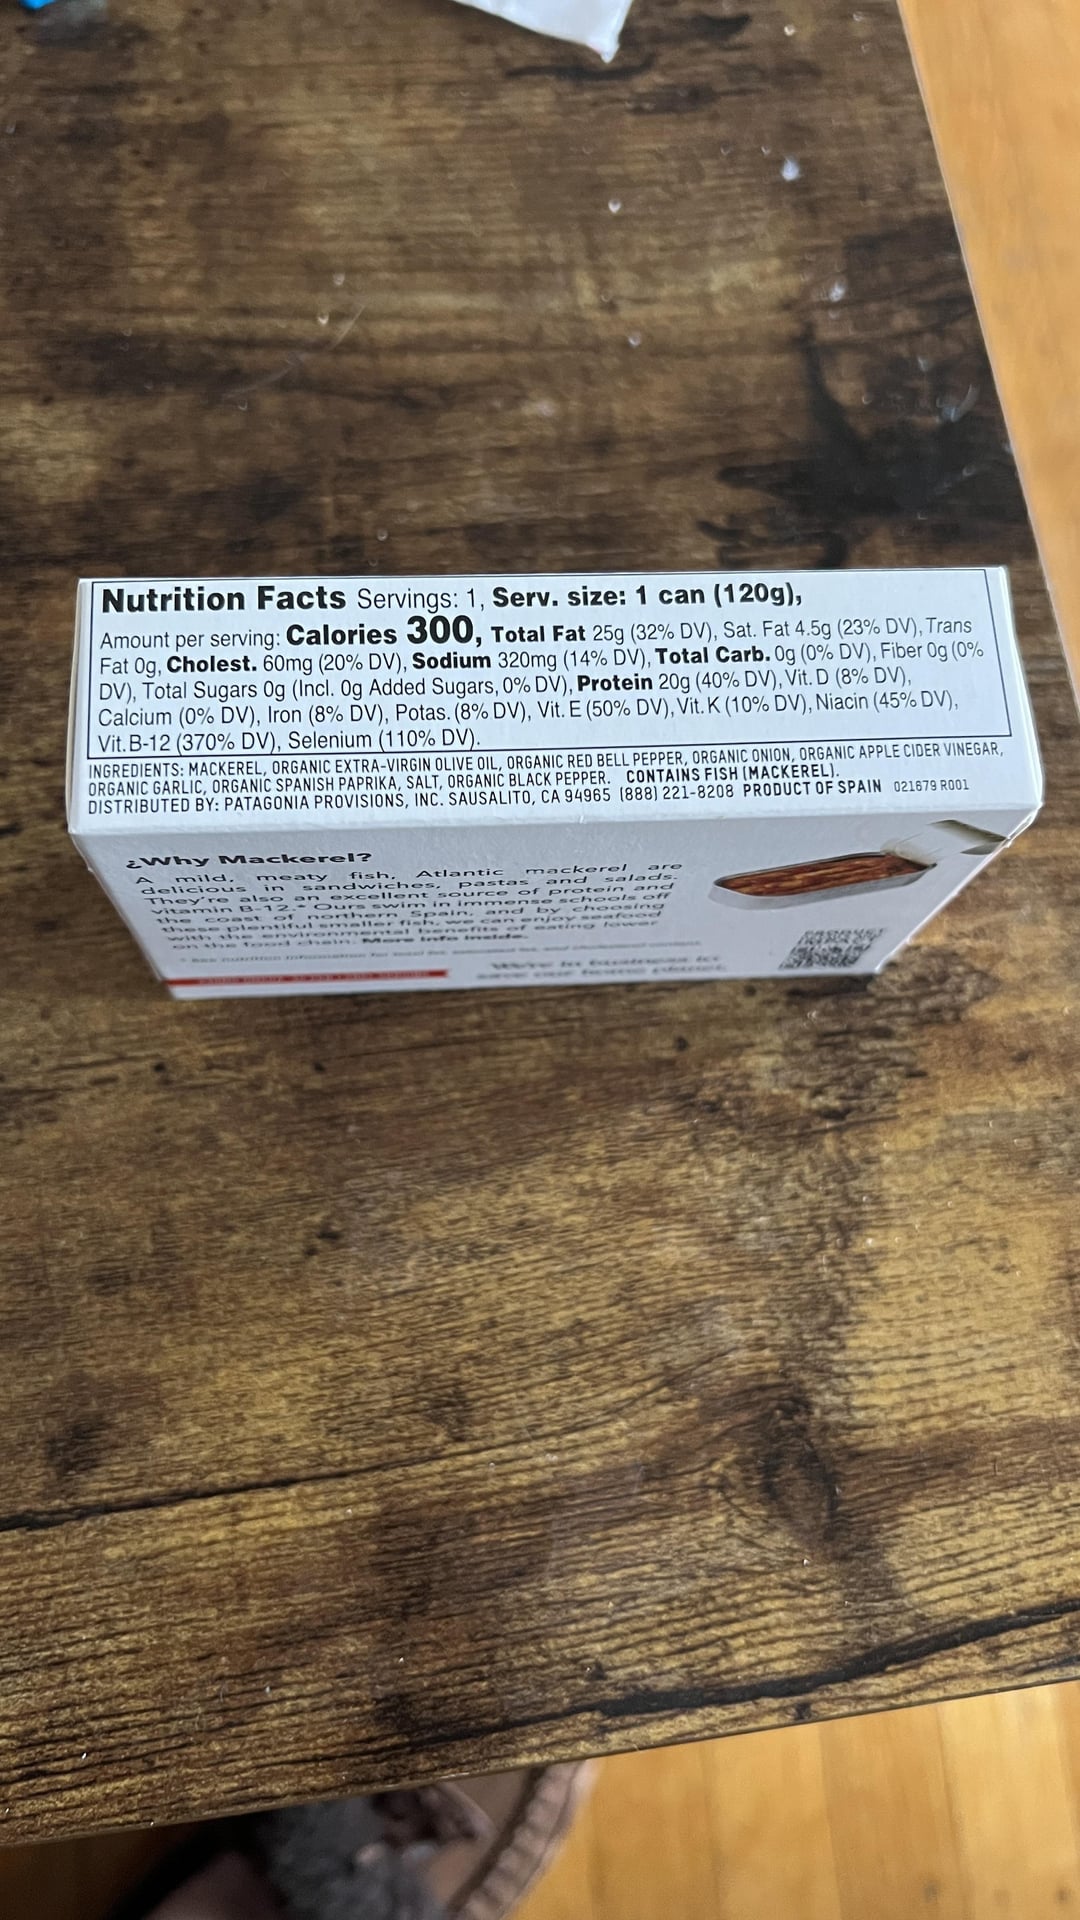 Nutrition Facts Servings: 1, Serv. size: 1 can (120g),
Amount per serving: Calories 300, Total Fat 25g (32% DV), Sat. Fat 4.5g (23% DV), Trans
Fat 0g, Cholest. 60mg (20% DV), Sodium 320mg (14% DV), Total Carb. 0g (0% DV), Fiber 0g (0%
DV), Total Sugars 0g (Incl. 0g Added Sugars, 0% DV), Protein 20g (40% DV), Vit. D (8% DV),
Calcium (0% DV), Iron (8% DV), Potas. (8% DV), Vit. E (50% DV), Vit. K (10% DV), Niacin (45% DV),
Vit. B-12 (370% DV), Selenium (110% DV).
INGREDIENTS: MACKEREL, ORGANIC EXTRA-VIRGIN OLIVE OIL, ORGANIC RED BELL PEPPER, ORGANIC ONION, ORGANIC APPLE CIDER VINEGAR,
ORGANIC GARLIC, ORGANIC SPANISH PAPRIKA, SALT, ORGANIC BLACK PEPPER. CONTAINS FISH (MACKEREL).
DISTRIBUTED BY: PATAGONIA PROVISIONS, INC. SAUSALITO, CA 94965 (888) 221-8208 PRODUCT OF SPAIN 021679 R001
¿Why Mackerel?
A mild, meaty fish, Atlantic mackerel are
delicious in sandwiches, pastas and salads.
They're also an excellent source of protein and
vitamin B-12.* Ours swim in immense schools off
the coast of northern Spain, and by choosing
these plentiful smaller fish, we can enjoy seafood
with the environmental benefits of eating lower
on the food chain. More info inside.
We're in business to
save our home planet.